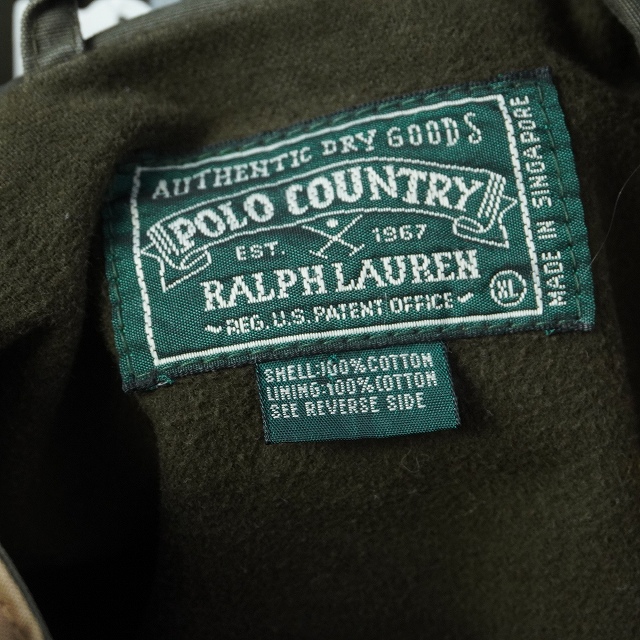 AUTHENTIC DRY GOODS
POLO COUNTRY
EST. 1967
RALPH LAUREN
REG. U.S. PATENT OFFICE
XL
MADE IN SINGAPORE
SHELL-100%COTTON
LINING-100%COTTON
SEE REVERSE SIDE